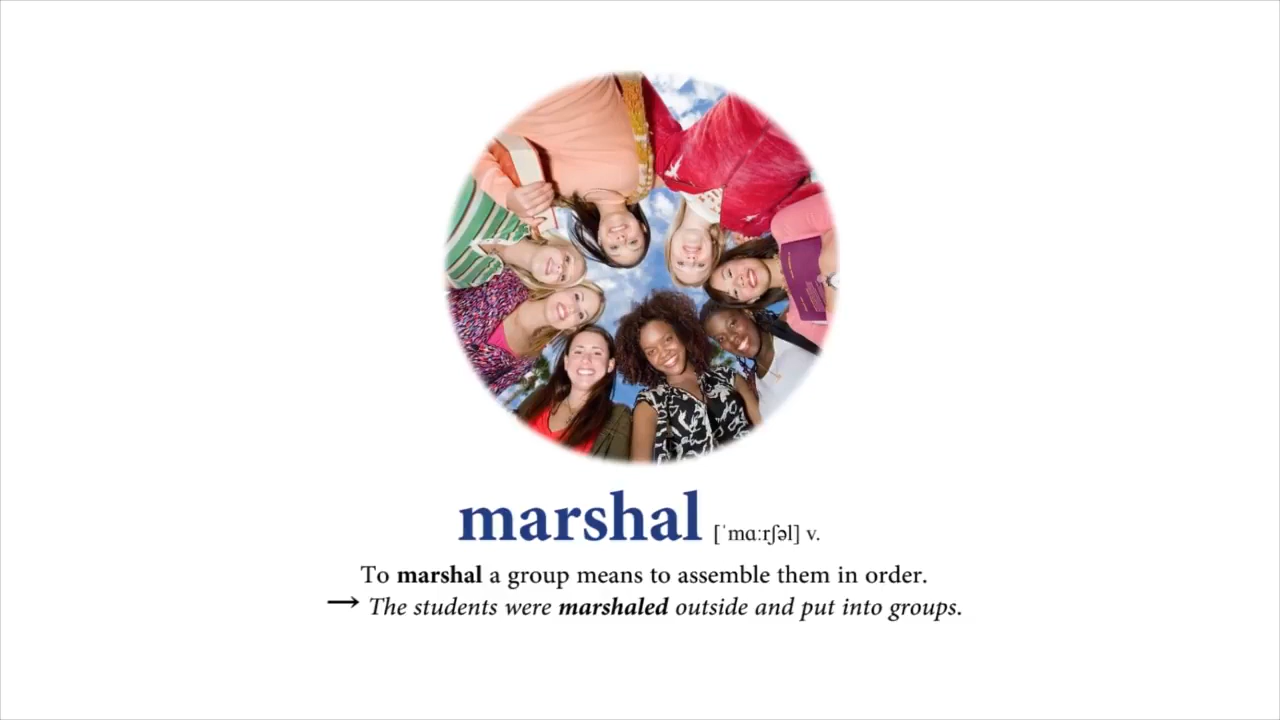 marshal [ˈmɑːrʃəl] v.
To marshal a group means to assemble them in order.
→ The students were marshaled outside and put into groups.